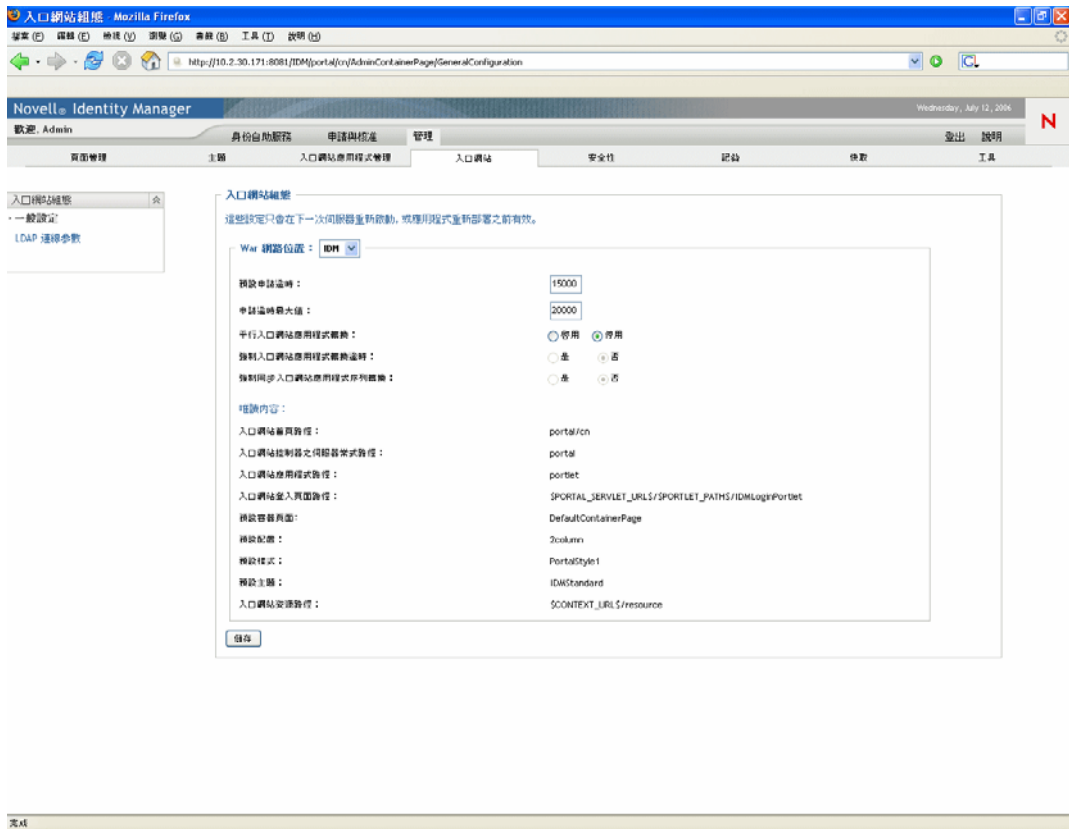 入口網站組態 - Mozilla Firefox
檔案(F) 編輯(E) 檢視(V) 瀏覽(G) 書籤(B) 工具(T) 說明(H)
http://10.2.30.171:8081/IDM/portal/cn/AdminContainerPage/GeneralConfiguration
Novell® Identity Manager
Wednesday, July 12, 2006
N
歡迎, Admin
身份自助服務 申請與核准 管理
登出 說明
頁面管理 主題 入口網站應用程式管理 入口網站 安全性 記錄 快取 工具
入口網站組態
一般設定
LDAP 連線參數
入口網站組態
這些設定只會在下一次伺服器重新啟動, 或應用程式重新部署之前有效。
War 網路位置： IDM
預設申請逾時： 15000
申請逾時最大值： 20000
平行入口網站應用程式轉換： 啟用 停用
強制入口網站應用程式轉換逾時： 是 否
強制同步入口網站應用程式序列轉換： 是 否
唯讀內容：
入口網站首頁路徑： portal/cn
入口網站控制器之伺服器常式路徑： portal
入口網站應用程式路徑： portlet
入口網站登入頁面路徑： $PORTAL_SERVLET_URL$/$PORTLET_PATH$/IDMLoginPortlet
預設容器頁面: DefaultContainerPage
預設配置： 2column
預設樣式： PortalStyle1
預設主題： IDMStandard
入口網站資源路徑： $CONTEXT_URL$/resource
儲存
完成